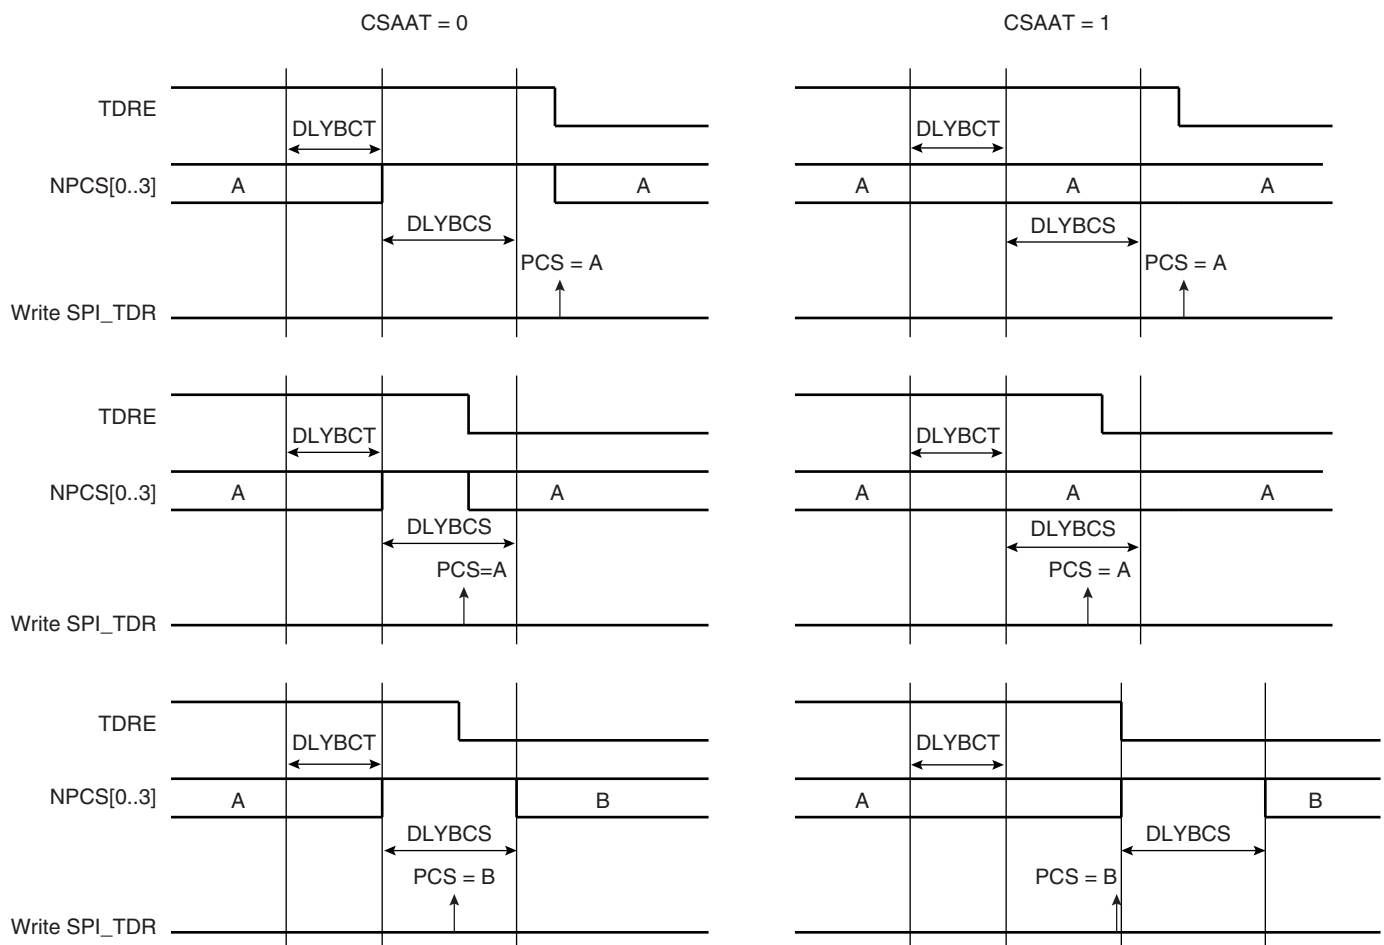 CSAAT = 0
CSAAT = 1
TDRE
DLYBCT
DLYBCT
NPCS[0..3]
A
A
A
A
A
DLYBCS
DLYBCS
PCS = A
PCS = A
Write SPI_TDR
TDRE
DLYBCT
DLYBCT
NPCS[0..3]
A
A
A
A
A
DLYBCS
DLYBCS
PCS=A
PCS = A
Write SPI_TDR
TDRE
DLYBCT
DLYBCT
NPCS[0..3]
A
B
A
B
DLYBCS
DLYBCS
PCS = B
PCS = B
Write SPI_TDR